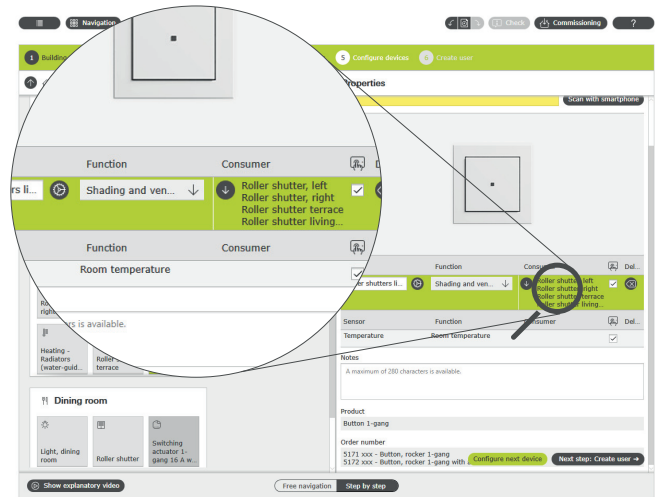 Navigation
Check
Commissioning
?
1 Building
5 Configure devices
6 Create user
Properties
Scan with smartphone
Function Consumer
rs li... Shading and ven... Roller shutter, left
Roller shutter, right
Roller shutter terrace
Roller shutter living...
Function Consumer
Room temperature
rs is available.
Function Consumer Del...
er shutters li... Shading and ven... Roller shutter, left
Roller shutter, right
Roller shutter terrace
Roller shutter living...
Sensor Function Consumer Del...
Temperature Room temperature
Notes
A maximum of 280 characters is available.
Heating -
Radiators
(water-guid...
Roller
terrace
Dining room
Light, dining
room
Roller shutter
Switching
actuator 1-
gang 16 A w...
Product
Button 1-gang
Order number
5171 xxx - Button, rocker 1-gang
5172 xxx - Button, rocker 1-gang with
Configure next device
Next step: Create user →
Show explanatory video
Free navigation
Step by step